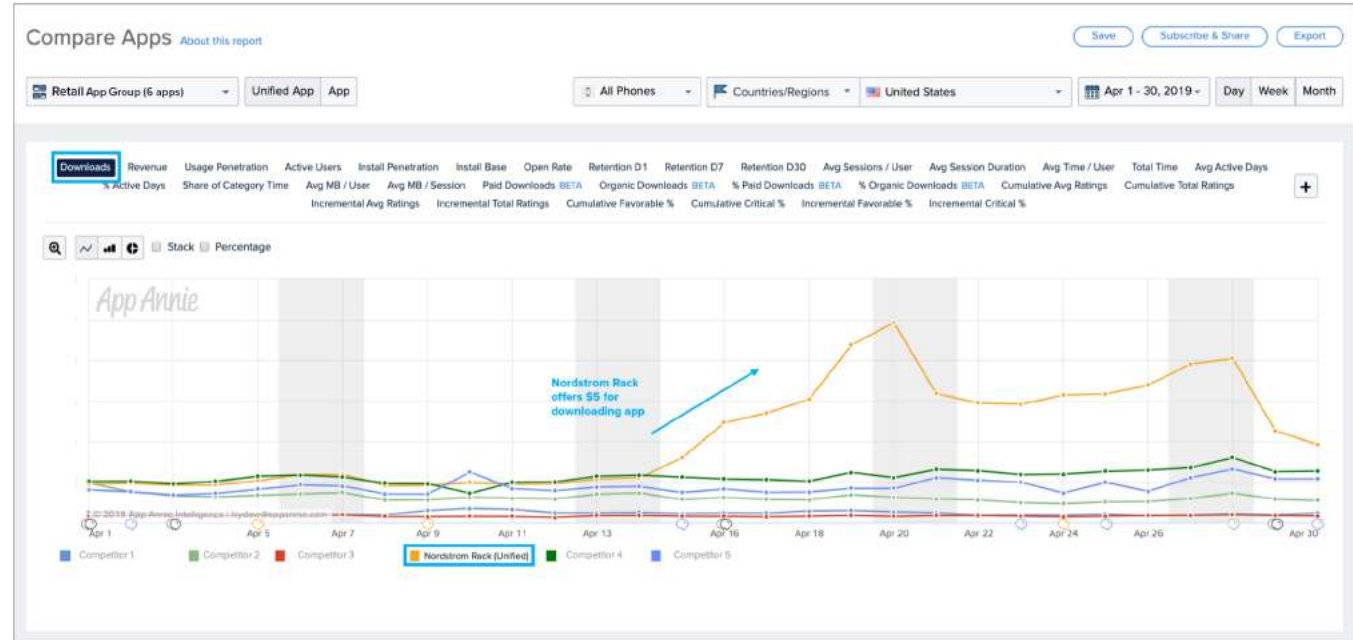 Compare Apps About this report Save Subscribe & Share Export
Retail App Group (6 apps) Unified App App All Phones Countries/Regions United States Apr 1 - 30, 2019 Day Week Month
Downloads Revenue Usage Penetration Active Users Install Penetration Install Base Open Rate Retention D1 Retention D7 Retention D30 Avg Sessions / User Avg Session Duration Avg Time / User Total Time Avg Active Days
% Active Days Share of Category Time Avg MB / User Avg MB / Session Paid Downloads BETA Organic Downloads BETA % Paid Downloads BETA % Organic Downloads BETA Cumulative Avg Ratings Cumulative Total Ratings +
Incremental Avg Ratings Incremental Total Ratings Cumulative Favorable % Cumulative Critical % Incremental Favorable % Incremental Critical %
Stack Percentage
App Annie
Nordstrom Rack
offers $5 for
downloading app
© 2019 App Annie Intelligence
Apr 1 Apr 5 Apr 7 Apr 9 Apr 11 Apr 13 Apr 16 Apr 18 Apr 20 Apr 22 Apr 24 Apr 26 Apr 30
Competitor 1 Competitor 2 Competitor 3 Nordstrom Rack (Unified) Competitor 4 Competitor 5